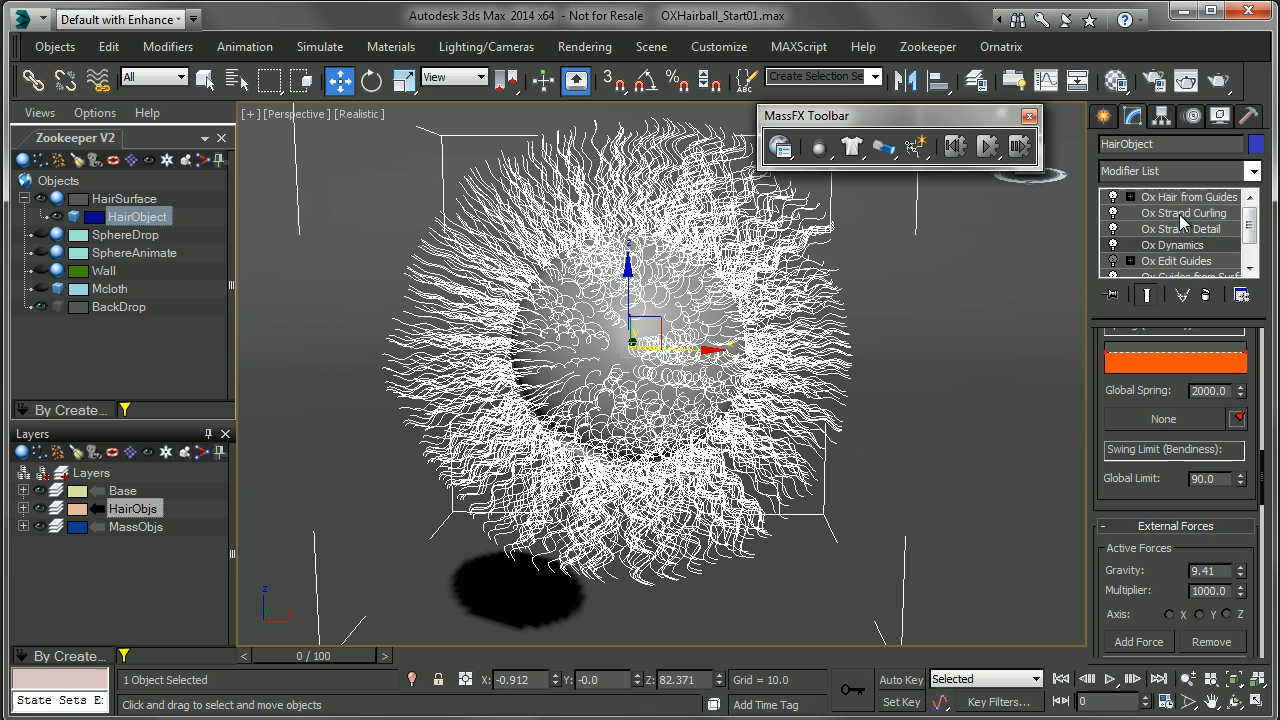 Default with Enhance
Autodesk 3ds Max 2014 x64 - Not for Resale OXHairball_Start01.max
Objects Edit Modifiers Animation Simulate Materials Lighting/Cameras Rendering Scene Customize MAXScript Help Zookeeper Ornatrix
All
View
3
Create Selection Se
Views Options Help
[+] [Perspective] [Realistic]
MassFX Toolbar
Zookeeper V2
HairObject
Modifier List
Objects
HairSurface
HairObject
SphereDrop
SphereAnimate
Wall
Mcloth
BackDrop
Ox Hair from Guides
Ox Strand Curling
Ox Strand Detail
Ox Dynamics
Ox Edit Guides
Global Spring: 2000.0
None
Swing Limit (Bendiness):
Global Limit: 90.0
By Create...
Layers
Layers
Base
HairObjs
MassObjs
- External Forces
Active Forces
Gravity: 9.41
Multiplier: 1000.0
Axis: X Y Z
Add Force Remove
By Create...
< 0 / 100 >
State Sets E:
1 Object Selected X: -0.912 Y: -0.0 Z: 82.371 Grid = 10.0
Click and drag to select and move objects
Add Time Tag
Auto Key Selected
Set Key Key Filters... 0